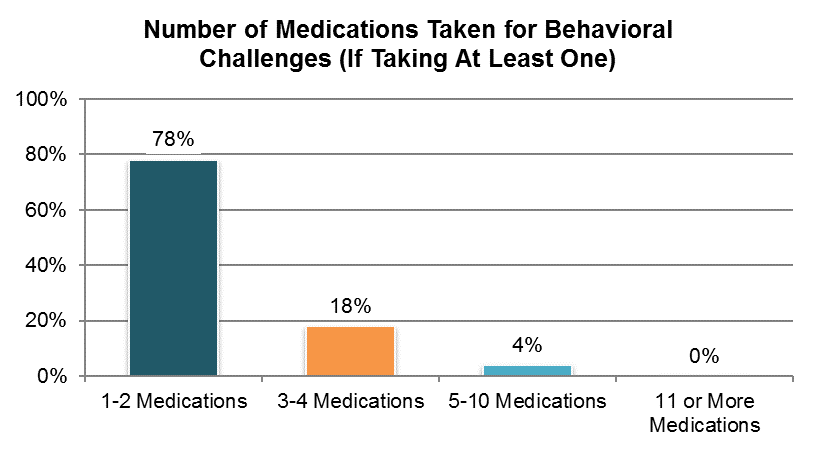 Number of Medications Taken for Behavioral
Challenges (If Taking At Least One)
100%
80%
60%
40%
20%
0%
78%
18%
4%
0%
1-2 Medications
3-4 Medications
5-10 Medications
11 or More
Medications